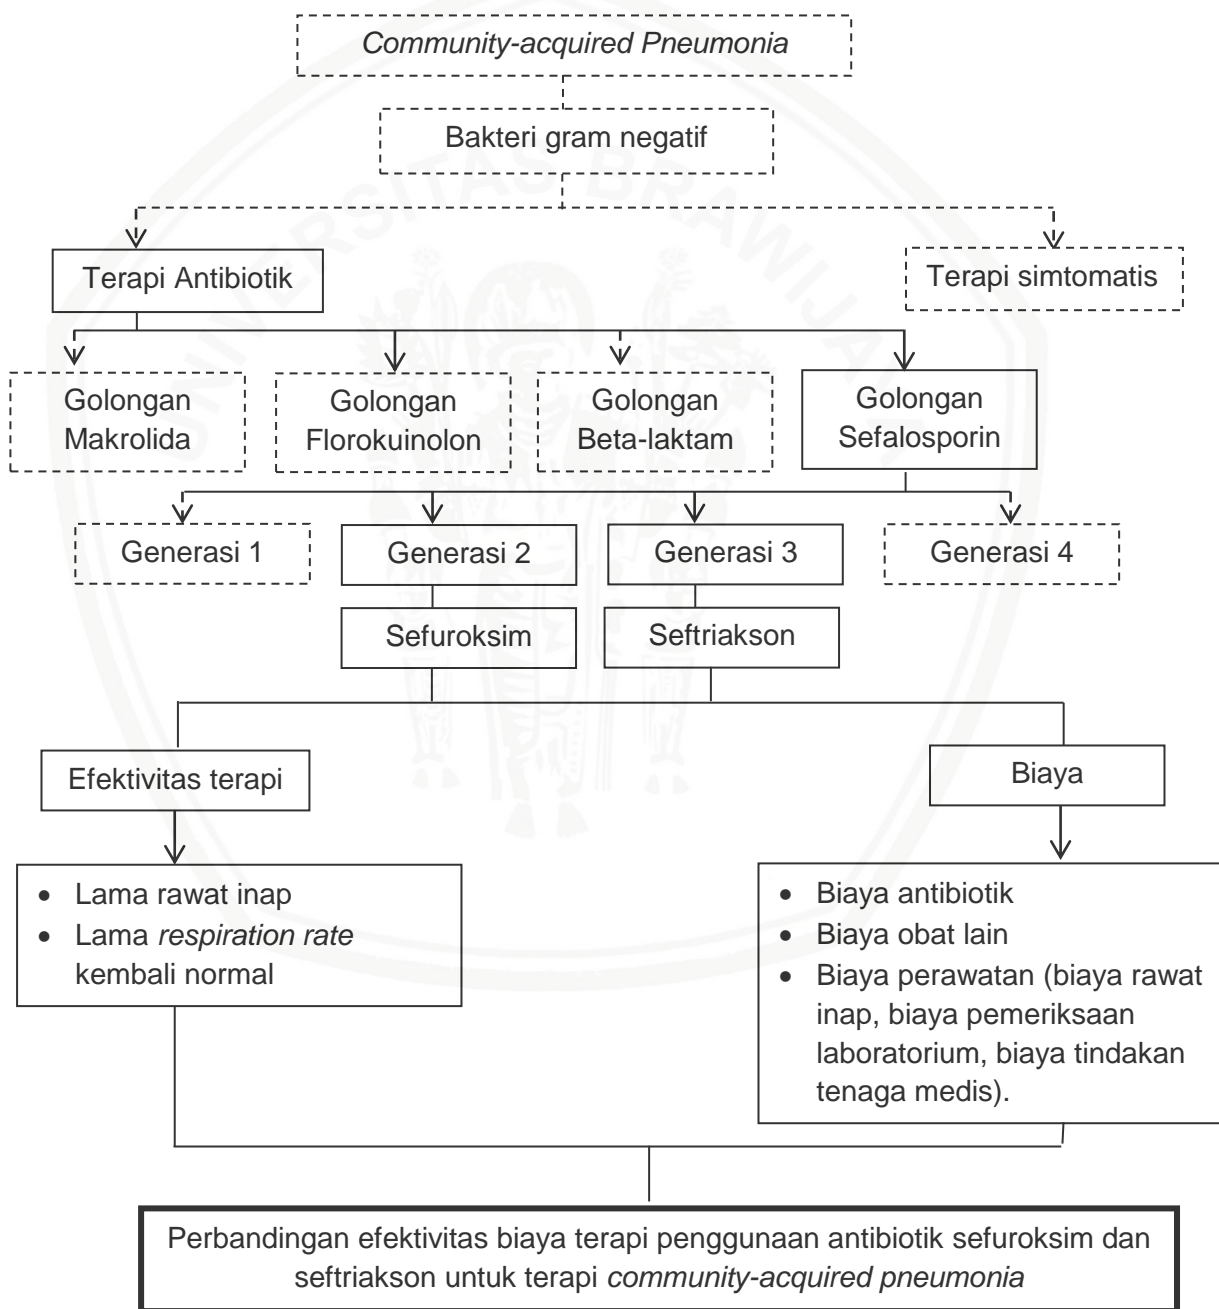 Community-acquired Pneumonia
Bakteri gram negatif
UNIVERSITAS BRAWIJAYA
Terapi Antibiotik
Terapi simtomatis
Golongan
Makrolida
Golongan
Florokuinolon
Golongan
Beta-laktam
Golongan
Sefalosporin
Generasi 1
Generasi 2
Generasi 3
Generasi 4
Sefuroksim
Seftriakson
Efektivitas terapi
Biaya
• Lama rawat inap
• Lama respiration rate
kembali normal
• Biaya antibiotik
• Biaya obat lain
• Biaya perawatan (biaya rawat
inap, biaya pemeriksaan
laboratorium, biaya tindakan
tenaga medis).
Perbandingan efektivitas biaya terapi penggunaan antibiotik sefuroksim dan
seftriakson untuk terapi community-acquired pneumonia